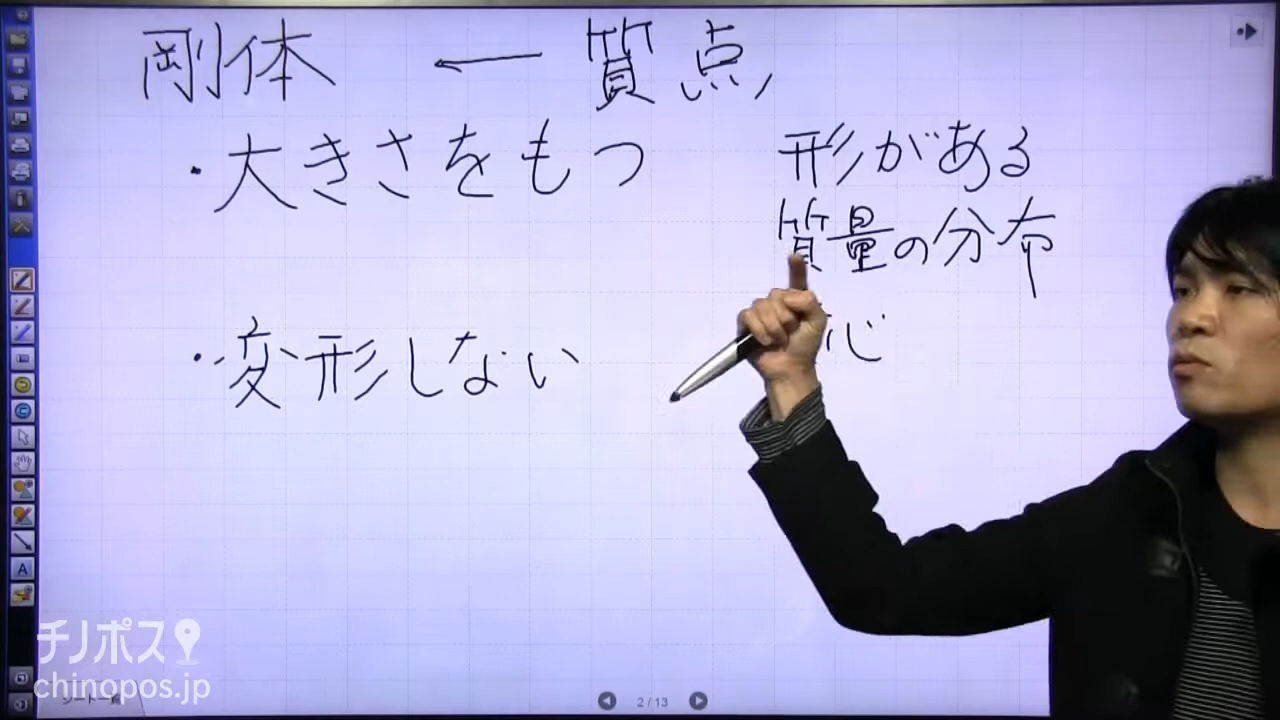 剛体 ← 質点
・大きさをもつ
形がある
質量の分布
心
・変形しない
チノポス
chinopos.jp
2 / 13